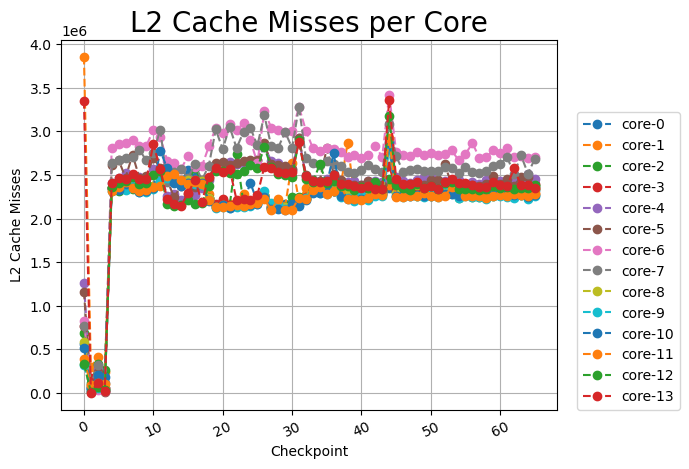 L2 Cache Misses per Core
1e6
4.0
3.5
3.0
2.5
2.0
1.5
1.0
0.5
0.0
L2 Cache Misses
0
10
20
30
40
50
60
Checkpoint
core-0
core-1
core-2
core-3
core-4
core-5
core-6
core-7
core-8
core-9
core-10
core-11
core-12
core-13